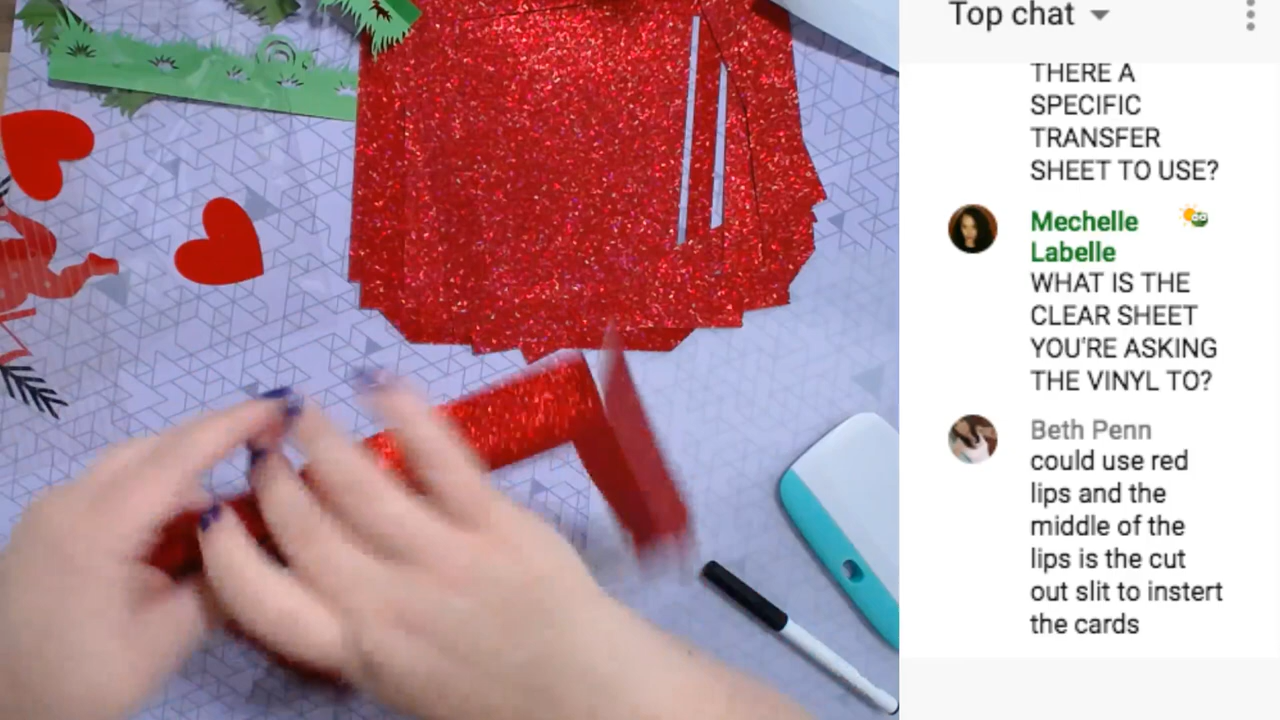 Top chat
THERE A
SPECIFIC
TRANSFER
SHEET TO USE?
Mechelle
Labelle
WHAT IS THE
CLEAR SHEET
YOU'RE ASKING
THE VINYL TO?
Beth Penn
could use red
lips and the
middle of the
lips is the cut
out slit to instert
the cards